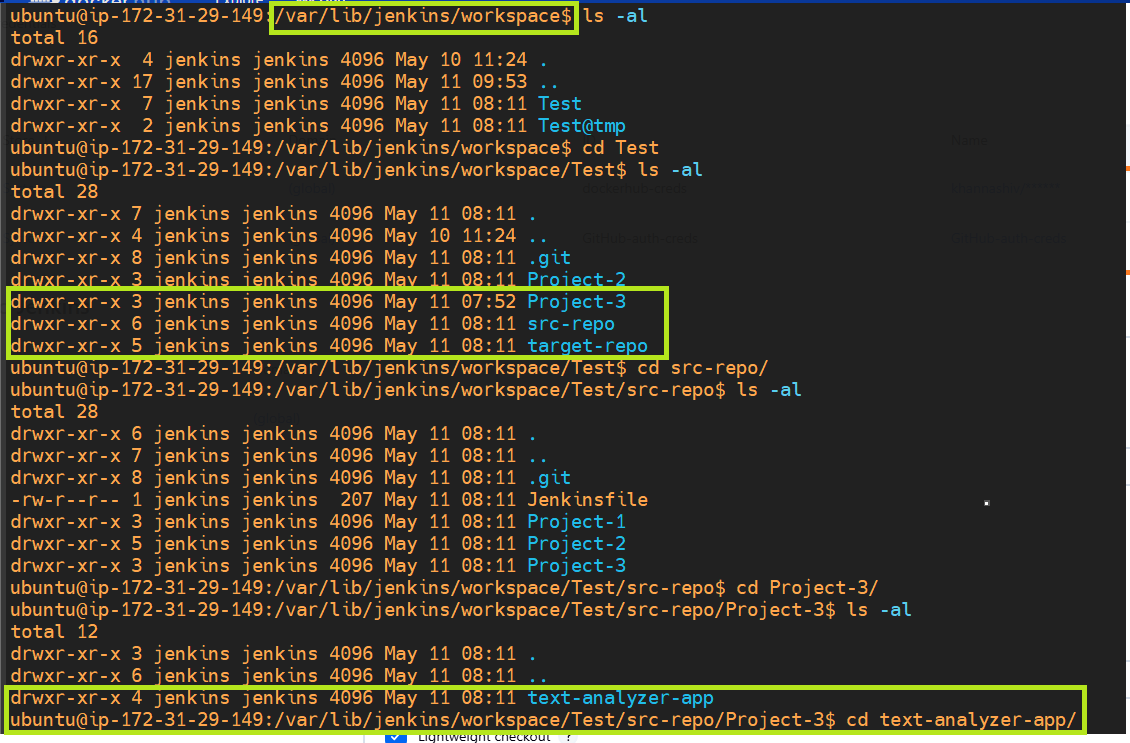 ubuntu@ip-172-31-29-149:/var/lib/jenkins/workspace$ ls -al
total 16
drwxr-xr-x  4 jenkins jenkins 4096 May 10 11:24 .
drwxr-xr-x 17 jenkins jenkins 4096 May 11 09:53 ..
drwxr-xr-x  7 jenkins jenkins 4096 May 11 08:11 Test
drwxr-xr-x  2 jenkins jenkins 4096 May 11 08:11 Test@tmp
ubuntu@ip-172-31-29-149:/var/lib/jenkins/workspace$ cd Test
Name
ubuntu@ip-172-31-29-149:/var/lib/jenkins/workspace/Test$ ls -al
total 28
drwxr-xr-x 7 jenkins jenkins 4096 May 11 08:11 .
drwxr-xr-x 4 jenkins jenkins 4096 May 10 11:24 ..
drwxr-xr-x 8 jenkins jenkins 4096 May 11 08:11 .git
drwxr-xr-x 3 jenkins jenkins 4096 May 11 08:11 Project-2
drwxr-xr-x 3 jenkins jenkins 4096 May 11 07:52 Project-3
drwxr-xr-x 6 jenkins jenkins 4096 May 11 08:11 src-repo
drwxr-xr-x 5 jenkins jenkins 4096 May 11 08:11 target-repo
ubuntu@ip-172-31-29-149:/var/lib/jenkins/workspace/Test$ cd src-repo/
ubuntu@ip-172-31-29-149:/var/lib/jenkins/workspace/Test/src-repo$ ls -al
total 28
drwxr-xr-x 6 jenkins jenkins 4096 May 11 08:11 .
drwxr-xr-x 7 jenkins jenkins 4096 May 11 08:11 ..
drwxr-xr-x 8 jenkins jenkins 4096 May 11 08:11 .git
-rw-r--r-- 1 jenkins jenkins  207 May 11 08:11 Jenkinsfile
drwxr-xr-x 3 jenkins jenkins 4096 May 11 08:11 Project-1
drwxr-xr-x 5 jenkins jenkins 4096 May 11 08:11 Project-2
drwxr-xr-x 3 jenkins jenkins 4096 May 11 08:11 Project-3
ubuntu@ip-172-31-29-149:/var/lib/jenkins/workspace/Test/src-repo$ cd Project-3/
ubuntu@ip-172-31-29-149:/var/lib/jenkins/workspace/Test/src-repo/Project-3$ ls -al
total 12
drwxr-xr-x 3 jenkins jenkins 4096 May 11 08:11 .
drwxr-xr-x 6 jenkins jenkins 4096 May 11 08:11 ..
drwxr-xr-x 4 jenkins jenkins 4096 May 11 08:11 text-analyzer-app
ubuntu@ip-172-31-29-149:/var/lib/jenkins/workspace/Test/src-repo/Project-3$ cd text-analyzer-app/
Lightweight checkout ?